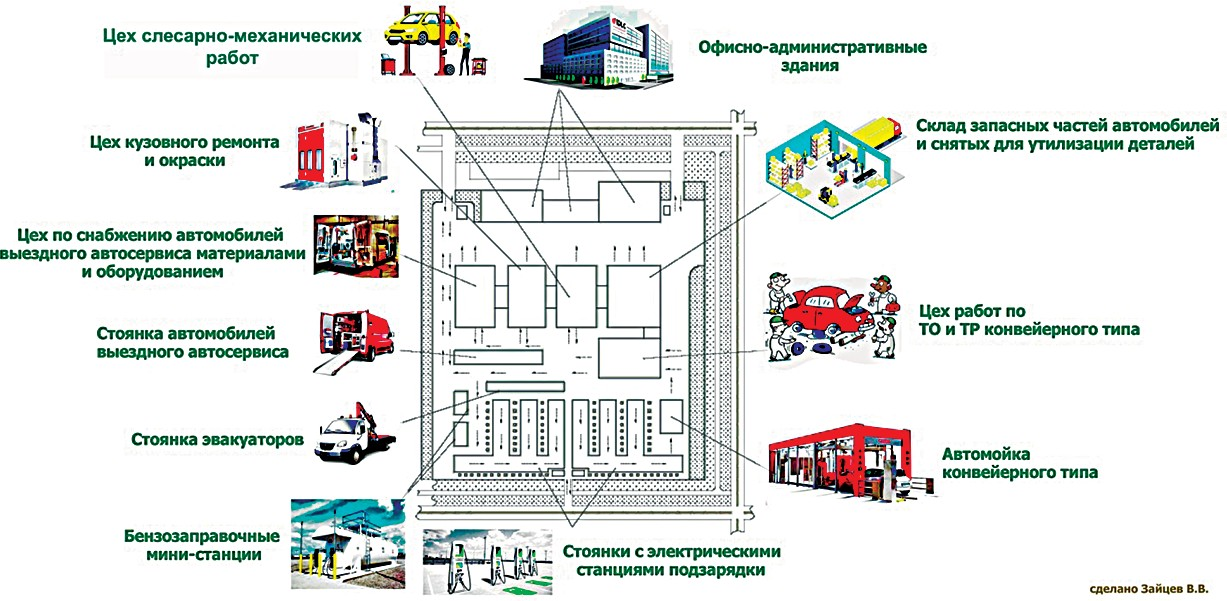 Цех слесарно-механических
работ
Офисно-административные
здания
Цех кузовного ремонта
и окраски
Склад запасных частей автомобилей
и снятых для утилизации деталей
Цех по снабжению автомобилей
выездного автосервиса материалами
и оборудованием
Цех работ по
ТО и ТР конвейерного типа
Стоянка автомобилей
выездного автосервиса
Стоянка эвакуаторов
Автомойка
конвейерного типа
Бензозаправочные
мини-станции
Стоянки с электрическими
станциями подзарядки
сделано Зайцев В.В.